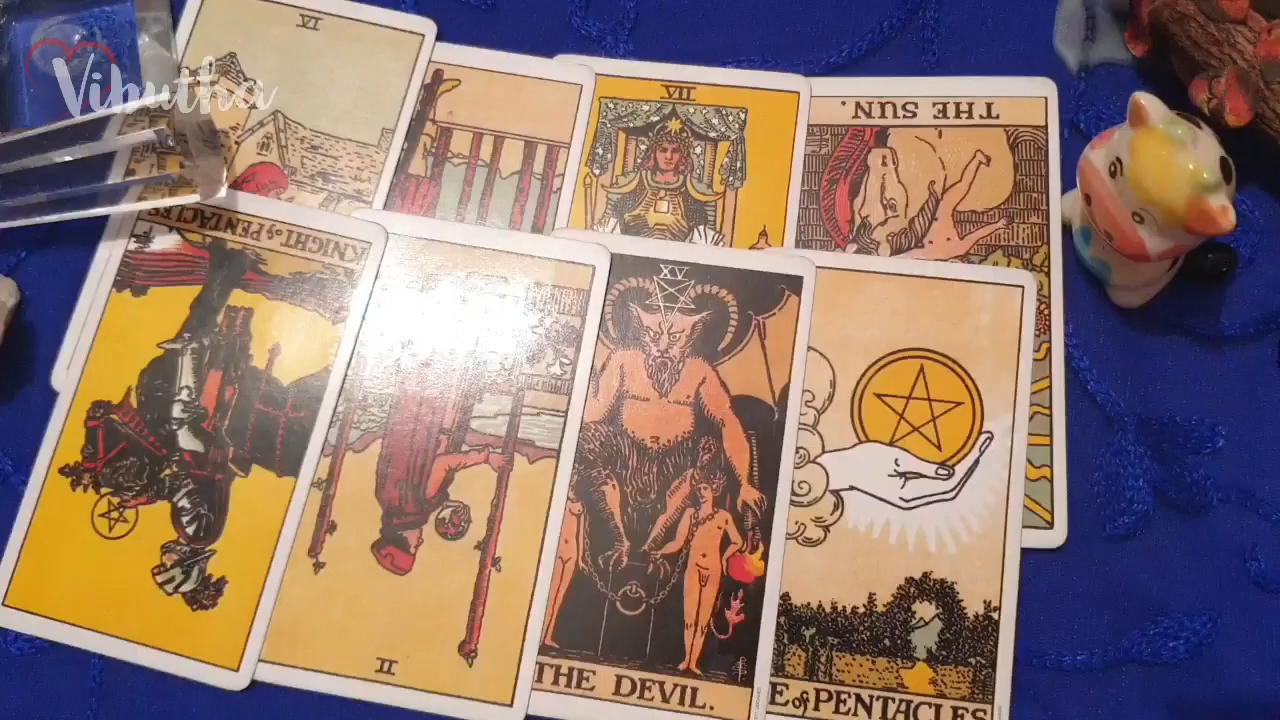 Vibutha
VI
VII
THE SUN.
KNIGHT of PENTACLES
XV
II
THE DEVIL.
E of PENTACLES